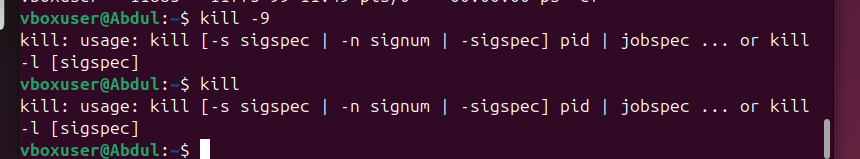 vboxuser@Abdul:~$ kill -9
kill: usage: kill [-s sigspec | -n signum | -sigspec] pid | jobspec ... or kill
-l [sigspec]
vboxuser@Abdul:~$ kill
kill: usage: kill [-s sigspec | -n signum | -sigspec] pid | jobspec ... or kill
-l [sigspec]
vboxuser@Abdul:~$